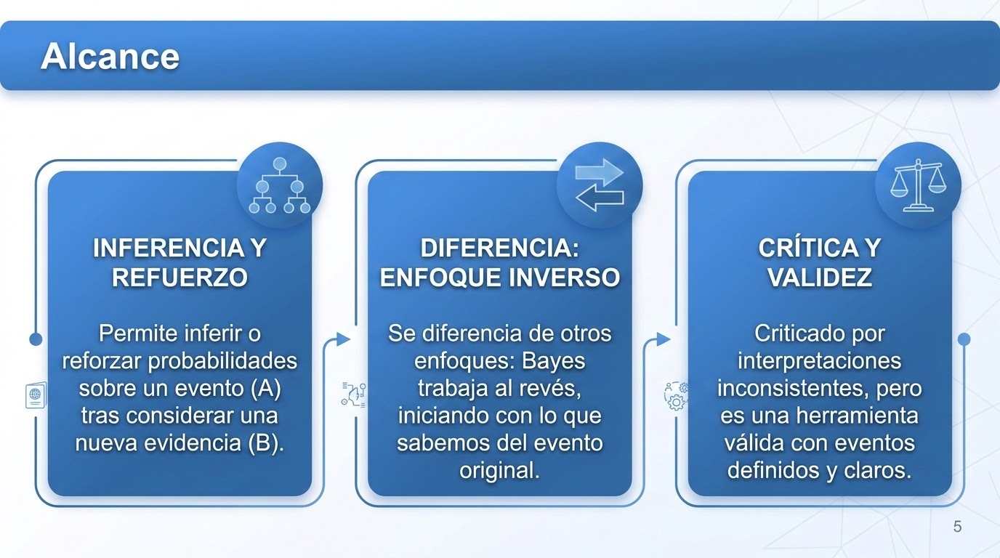 Alcance
INFERENCIA Y
REFUERZO
Permite inferir o
reforzar probabilidades
sobre un evento (A)
tras considerar una
nueva evidencia (B).
DIFERENCIA:
ENFOQUE INVERSO
Se diferencia de otros
enfoques: Bayes
trabaja al revés,
iniciando con lo que
sabemos del evento
original.
CRÍTICA Y
VALIDEZ
Criticado por
interpretaciones
inconsistentes, pero
es una herramienta
válida con eventos
definidos y claros.
5